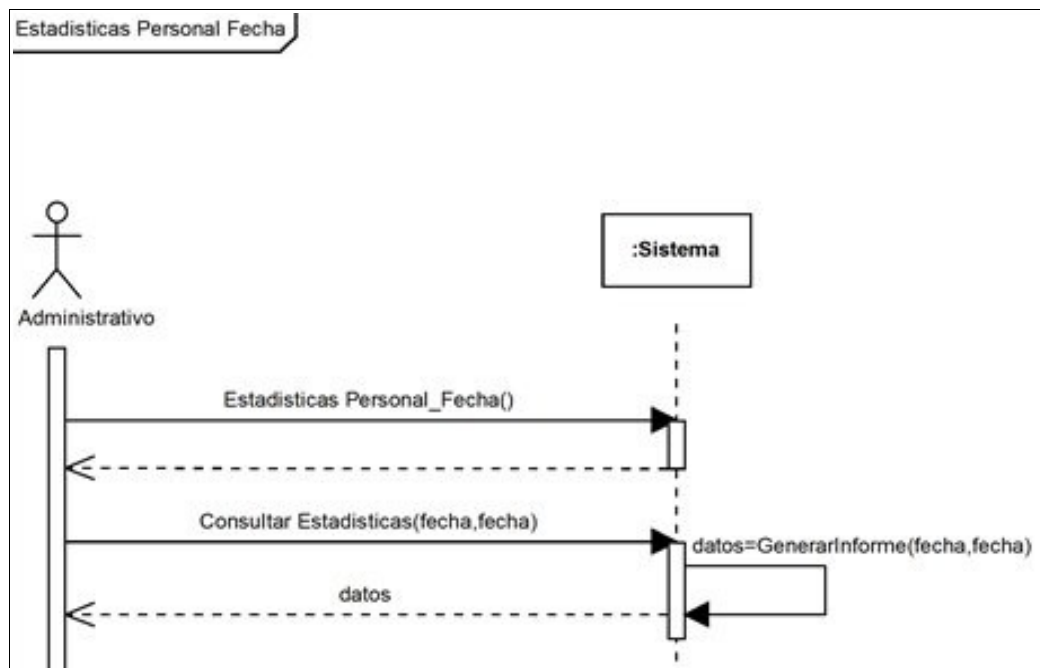 Estadisticas Personal Fecha
:Sistema
Administrativo
Estadisticas Personal_Fecha()
Consultar Estadisticas(fecha,fecha)
datos=GenerarInforme(fecha,fecha)
datos